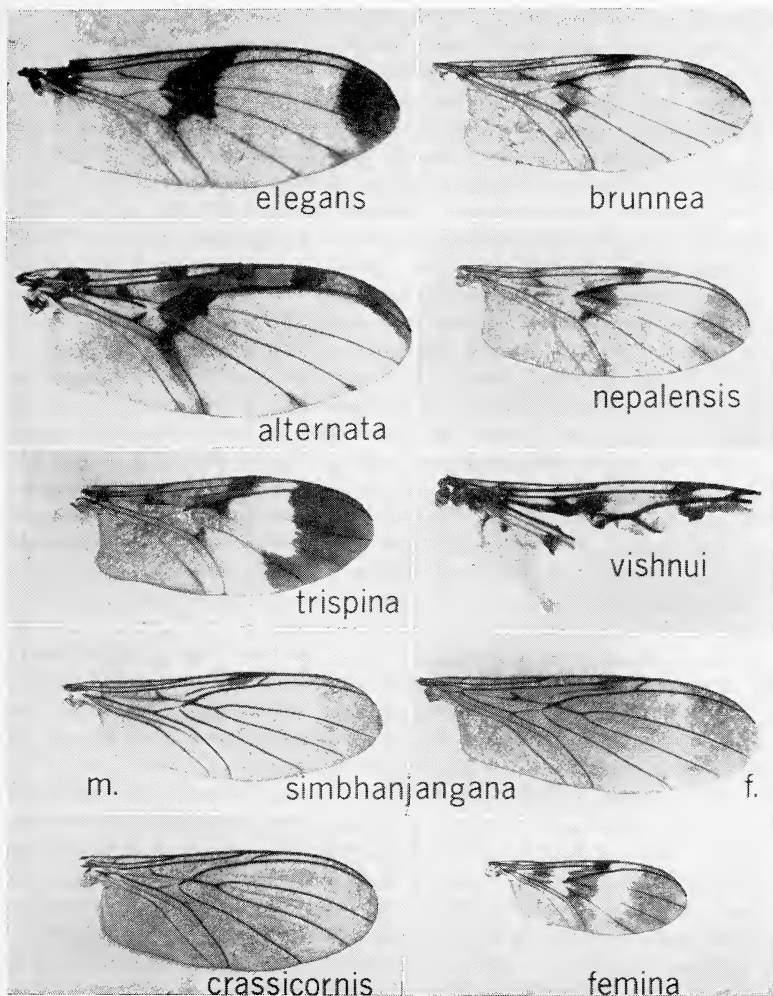 elegans
brunnea
alternata
nepalensis
trispina
vishnui
m. simbhanjangana f.
crassicornis
femina